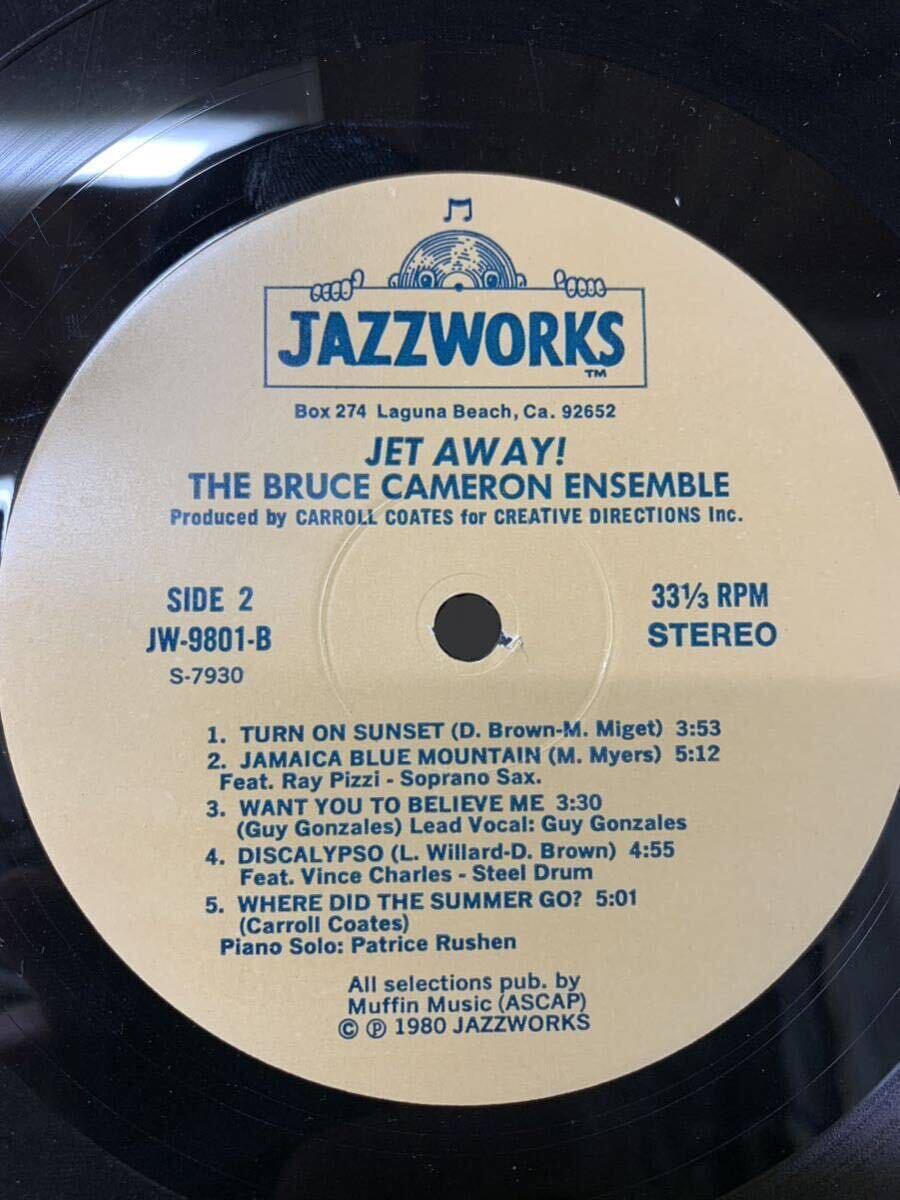 JAZZWORKS
TM
Box 274 Laguna Beach, Ca. 92652
JET AWAY!
THE BRUCE CAMERON ENSEMBLE
Produced by CARROLL COATES for CREATIVE DIRECTIONS Inc.
SIDE 2
JW-9801-B
S-7930
33⅓ RPM
STEREO
1. TURN ON SUNSET (D. Brown-M. Miget) 3:53
2. JAMAICA BLUE MOUNTAIN (M. Myers) 5:12
Feat. Ray Pizzi - Soprano Sax.
3. WANT YOU TO BELIEVE ME 3:30
(Guy Gonzales) Lead Vocal: Guy Gonzales
4. DISCALYPSO (L. Willard-D. Brown) 4:55
Feat. Vince Charles - Steel Drum
5. WHERE DID THE SUMMER GO? 5:01
(Carroll Coates)
Piano Solo: Patrice Rushen
All selections pub. by
Muffin Music (ASCAP)
© ℗ 1980 JAZZWORKS